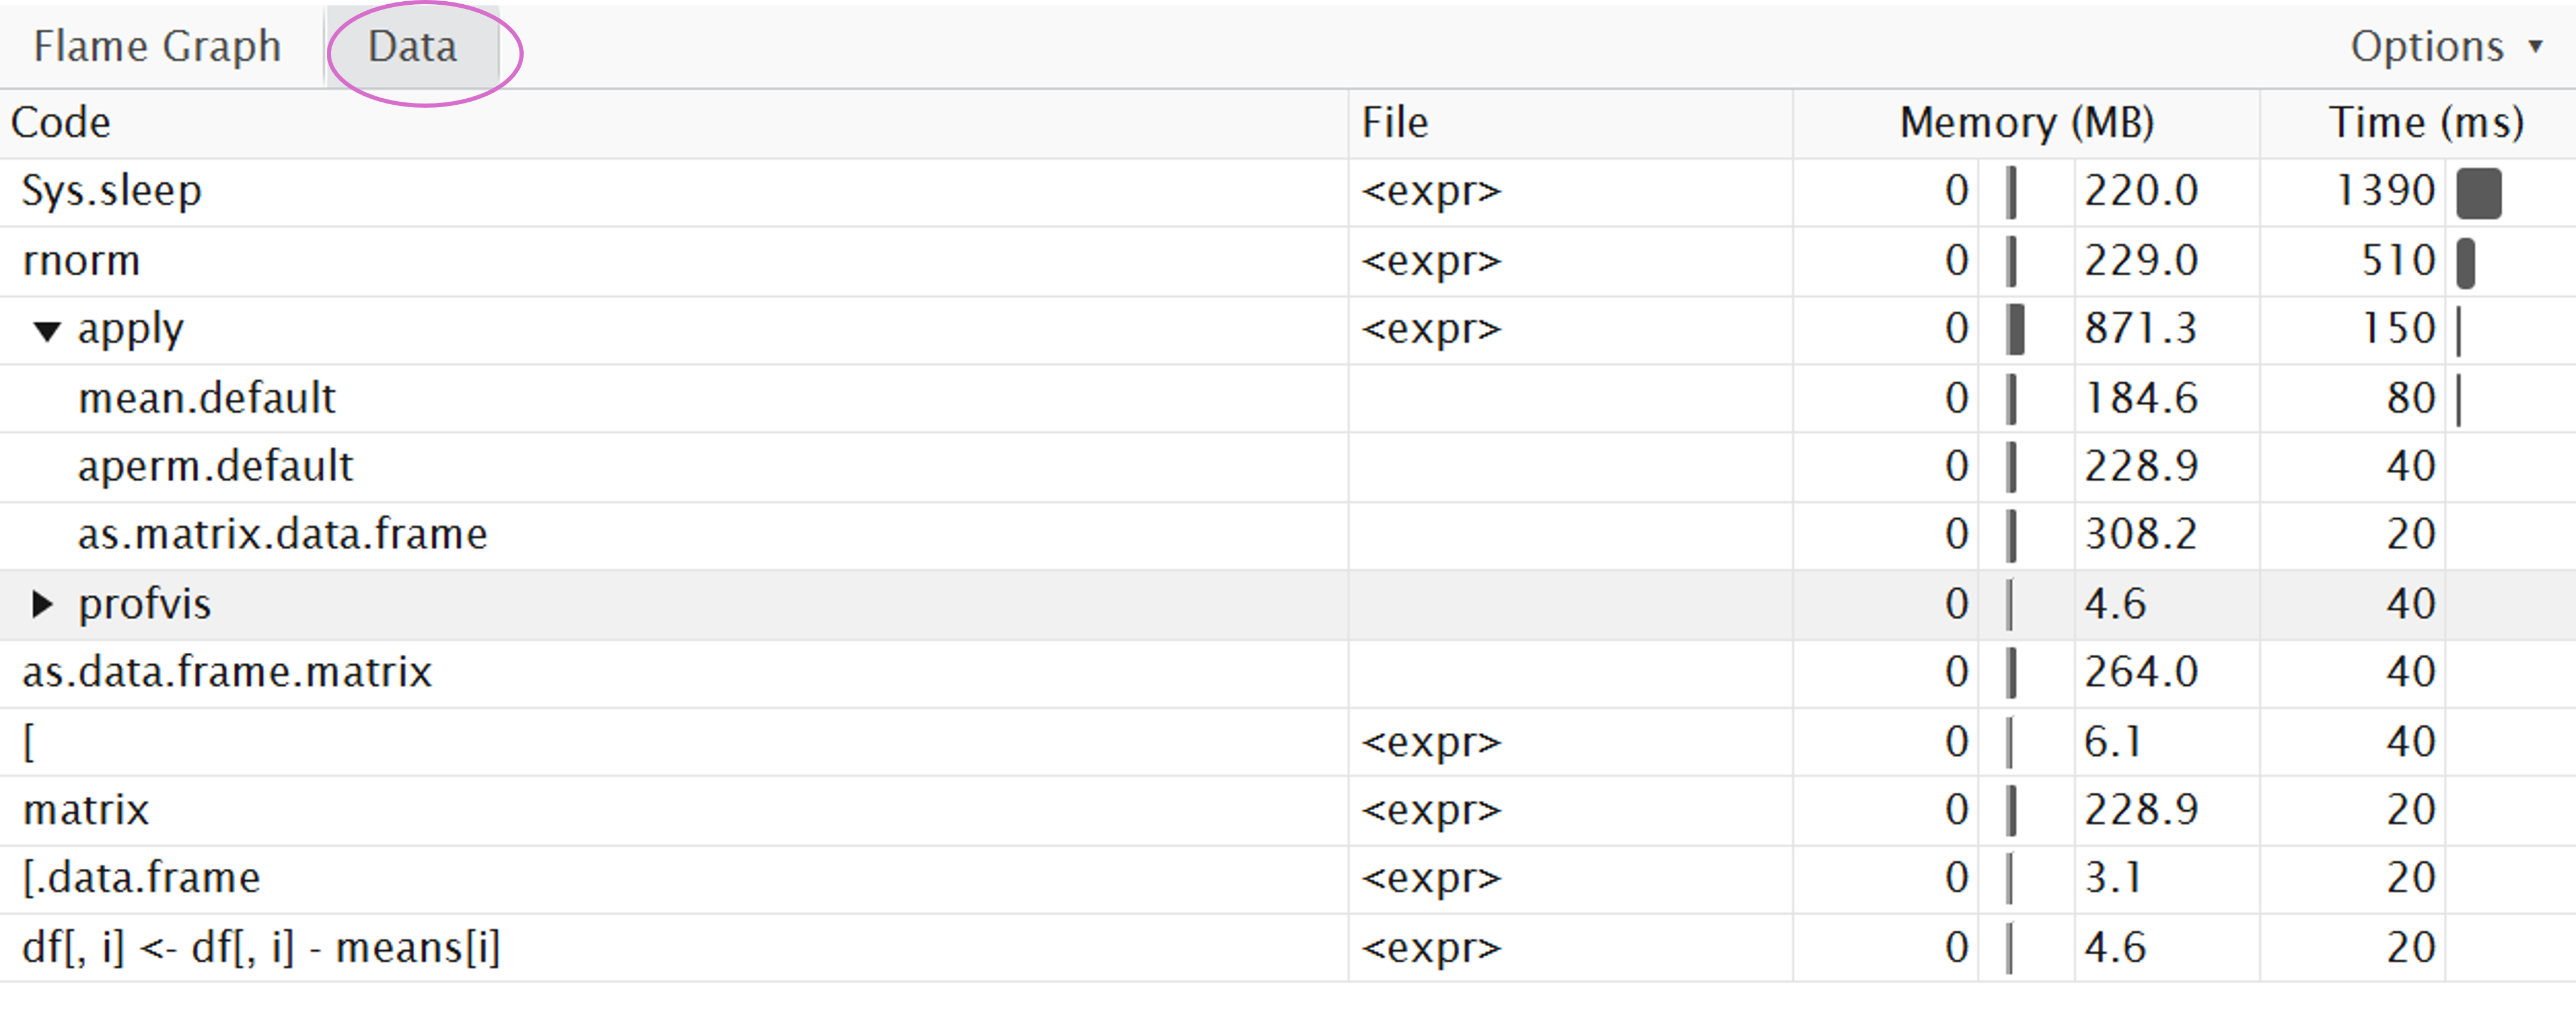 Flame Graph Data Options ▼
Code File Memory (MB) Time (ms)
Sys.sleep <expr> 0 220.0 1390
rnorm <expr> 0 229.0 510
▼ apply <expr> 0 871.3 150
mean.default 0 184.6 80
aperm.default 0 228.9 40
as.matrix.data.frame 0 308.2 20
▶ profvis 0 4.6 40
as.data.frame.matrix 0 264.0 40
[ <expr> 0 6.1 40
matrix <expr> 0 228.9 20
[.data.frame <expr> 0 3.1 20
df[, i] <- df[, i] - means[i] <expr> 0 4.6 20